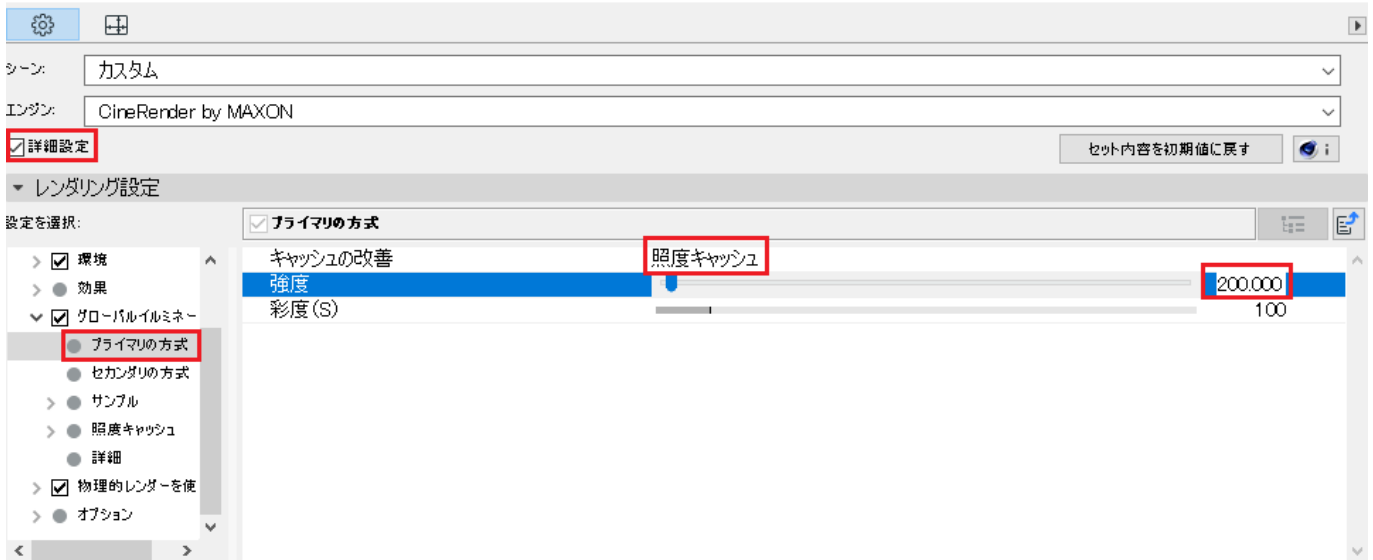 シーン: カスタム
エンジン: CineRender by MAXON
詳細設定 セット内容を初期値に戻す i
レンダリング設定
設定を選択: プライマリの方式
環境
効果
グローバルイルミネー
プライマリの方式
セカンダリの方式
サンプル
照度キャッシュ
詳細
物理的レンダーを使
オプション
キャッシュの改善 照度キャッシュ
強度 200.000
彩度(S) 100